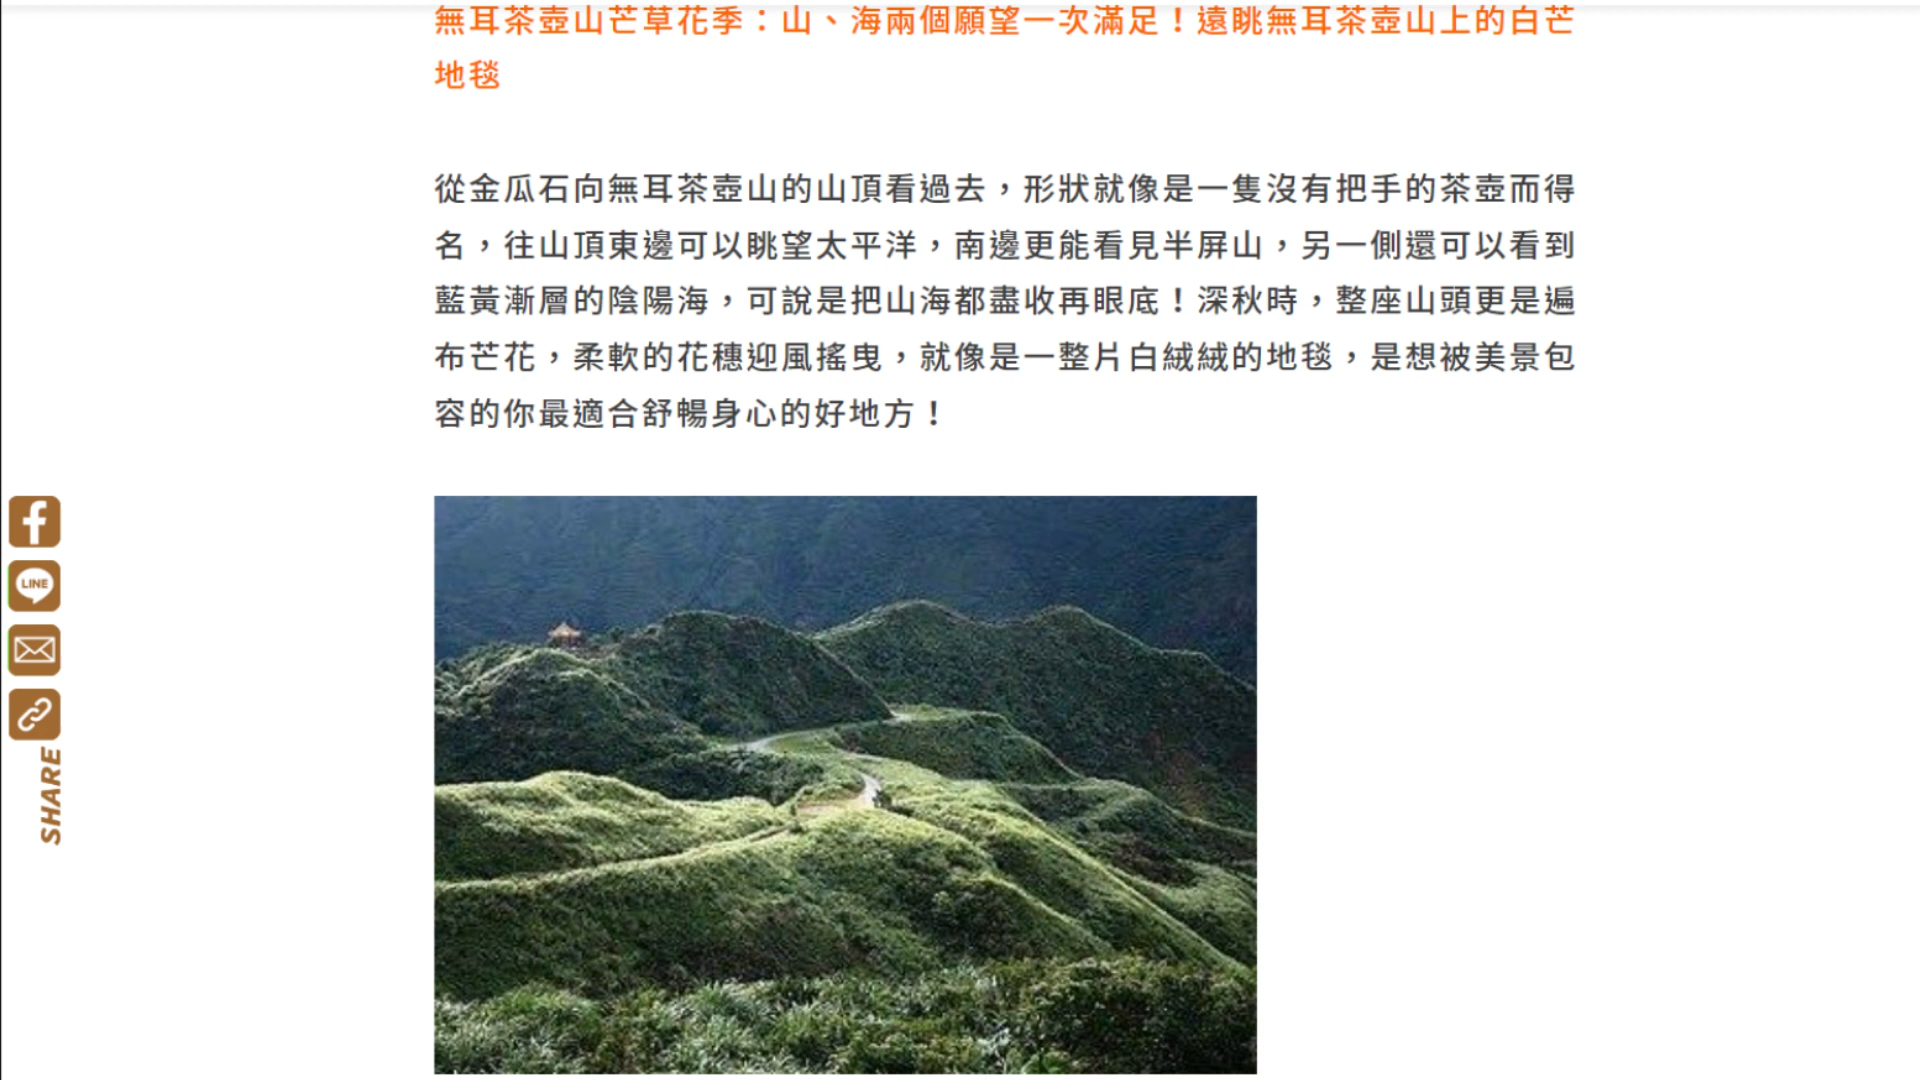 無耳茶壺山芒草花季：山、海兩個願望一次滿足！遠眺無耳茶壺山上的白芒
地毯
從金瓜石向無耳茶壺山的山頂看過去，形狀就像是一隻沒有把手的茶壺而得
名，往山頂東邊可以眺望太平洋，南邊更能看見半屏山，另一側還可以看到
藍黃漸層的陰陽海，可說是把山海都盡收再眼底！深秋時，整座山頭更是遍
布芒花，柔軟的花穗迎風搖曳，就像是一整片白絨絨的地毯，是想被美景包
容的你最適合舒暢身心的好地方！
LINE
SHARE